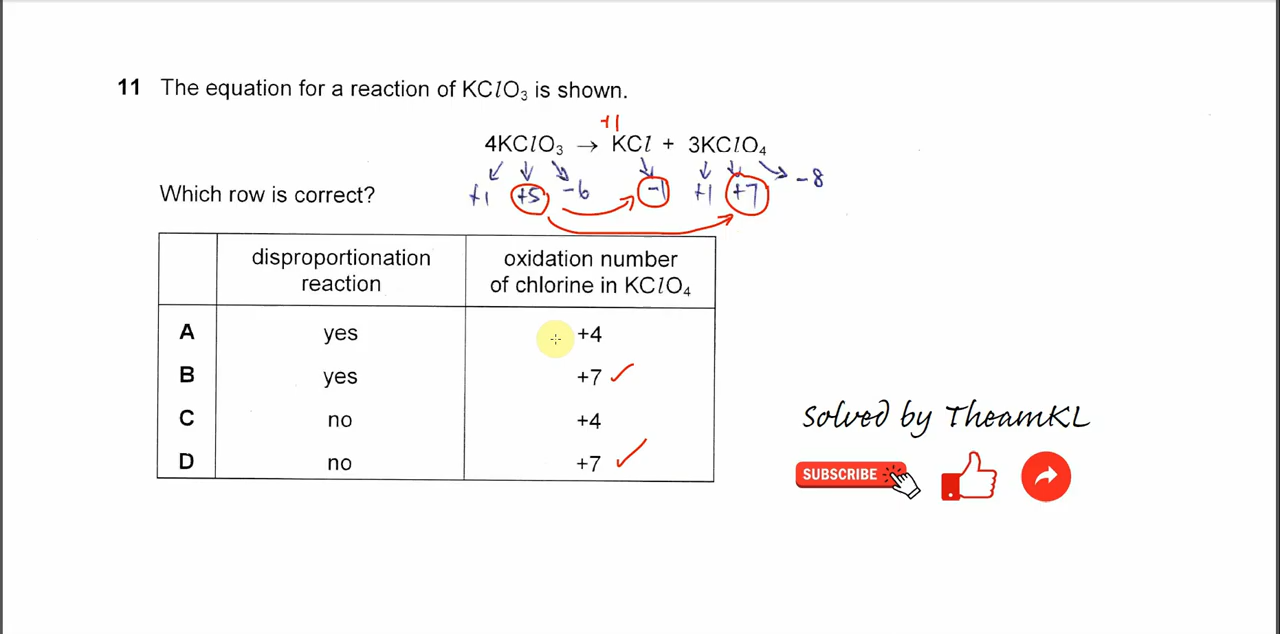 11 The equation for a reaction of KClO₃ is shown.
+1
4KClO₃ → KCl + 3KClO₄
Which row is correct? +1 +5 -6 -1 +1 +7 -8
disproportionation reaction oxidation number of chlorine in KClO₄
A yes +4
B yes +7 ✓
C no +4
D no +7 ✓
Solved by TheamKL
SUBSCRIBE